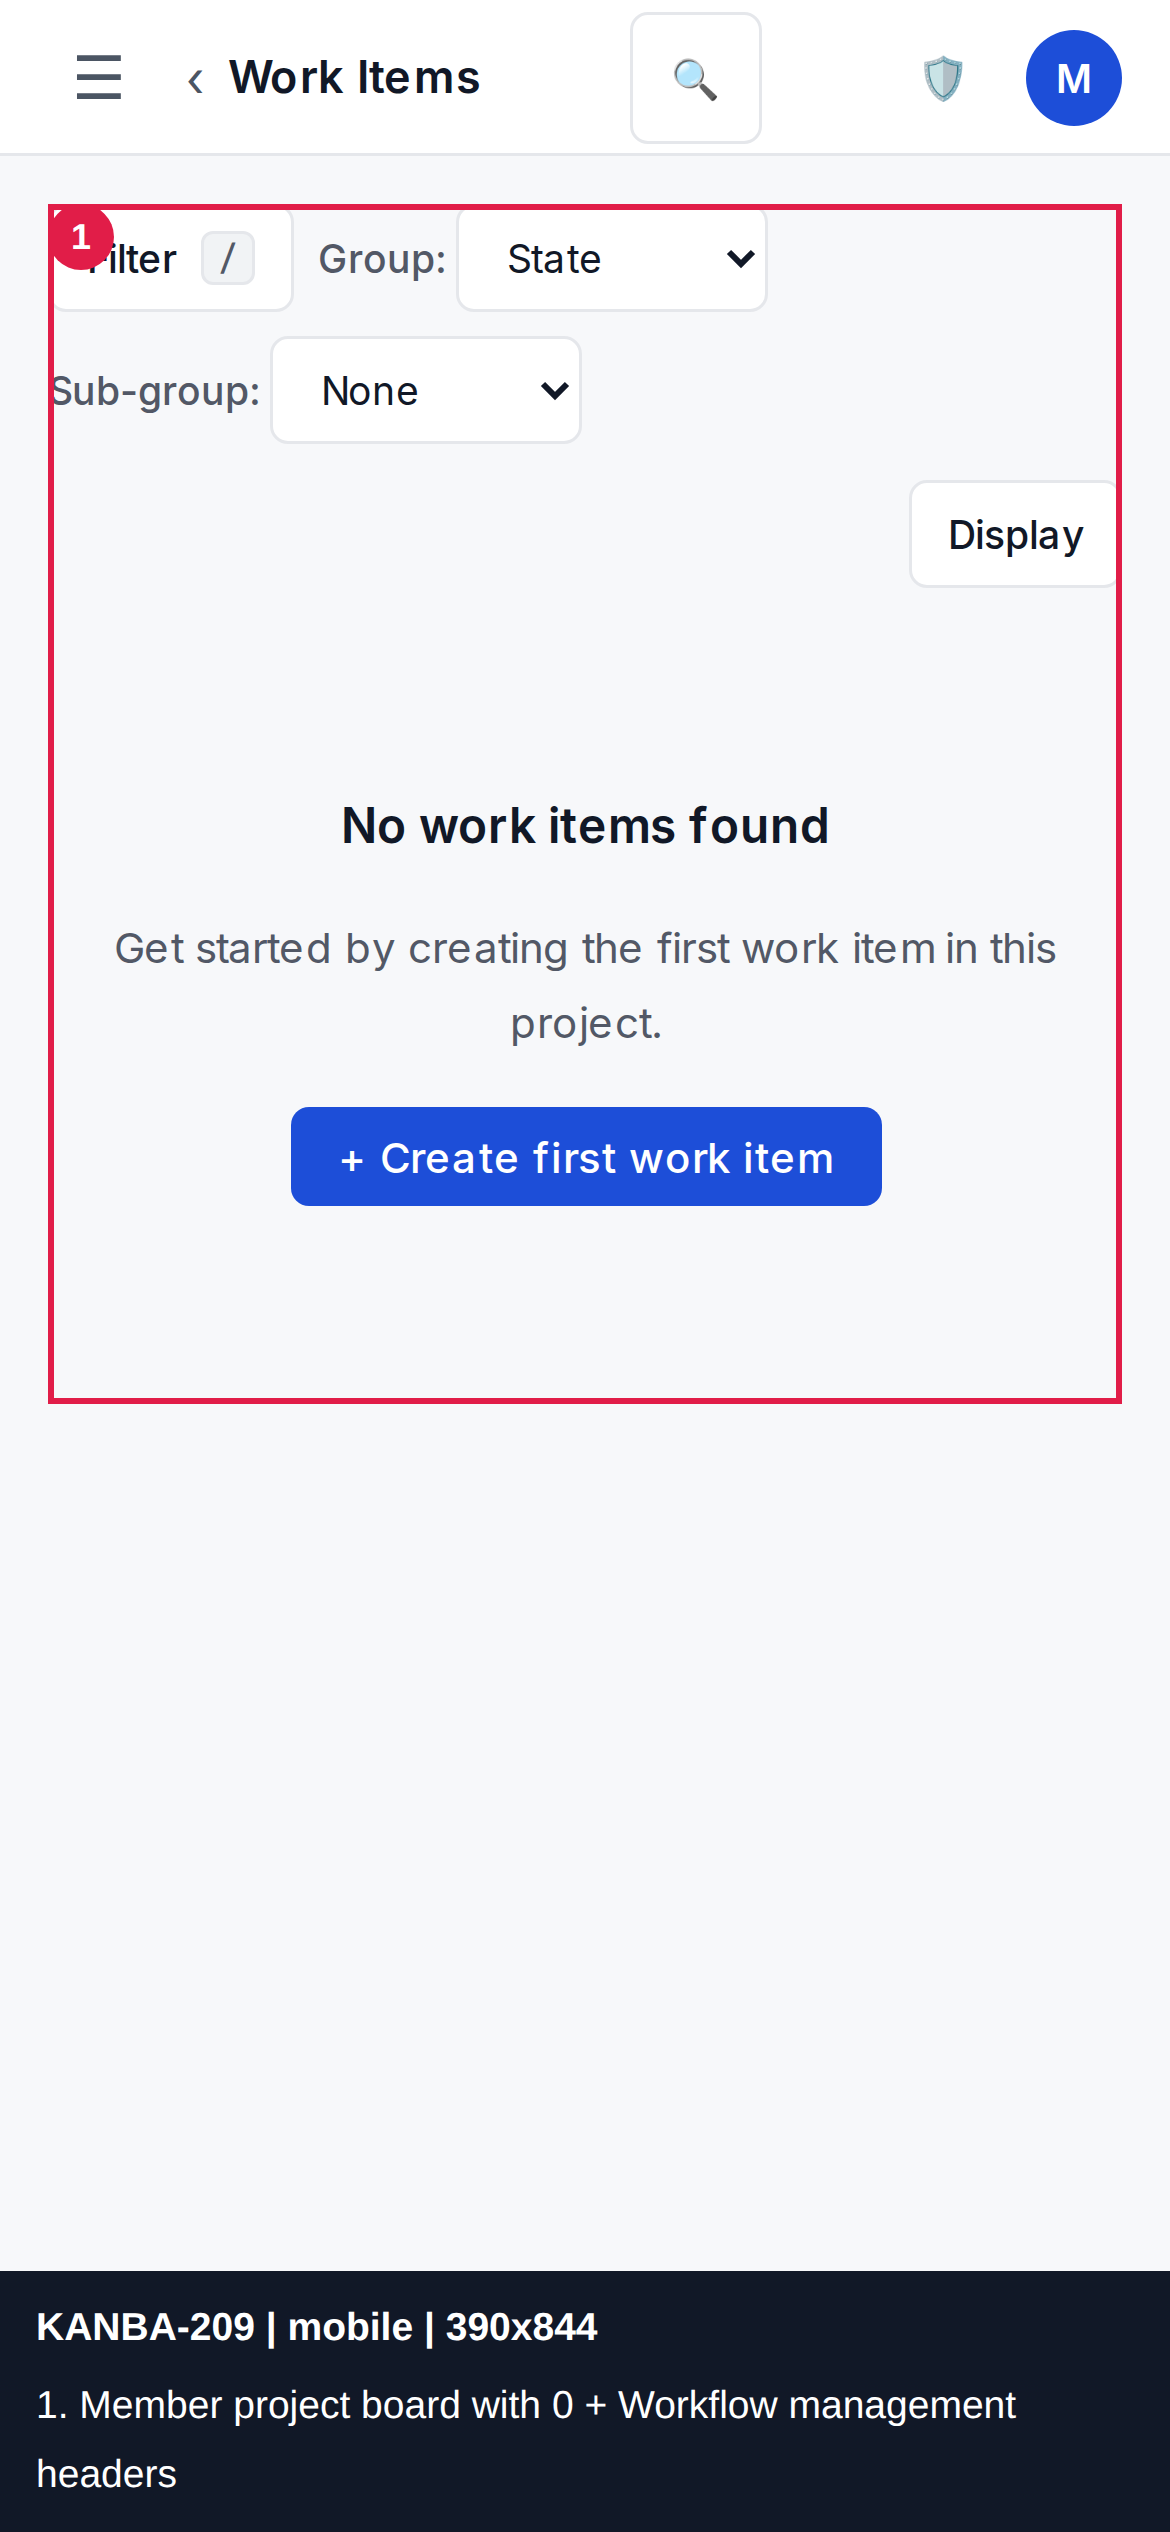 ☰ ‹ Work Items 🔍 🛡️ M
1
Filter / Group: State
Sub-group: None
Display
No work items found
Get started by creating the first work item in this
project.
+ Create first work item
KANBA-209 | mobile | 390x844
1. Member project board with 0 + Workflow management
headers